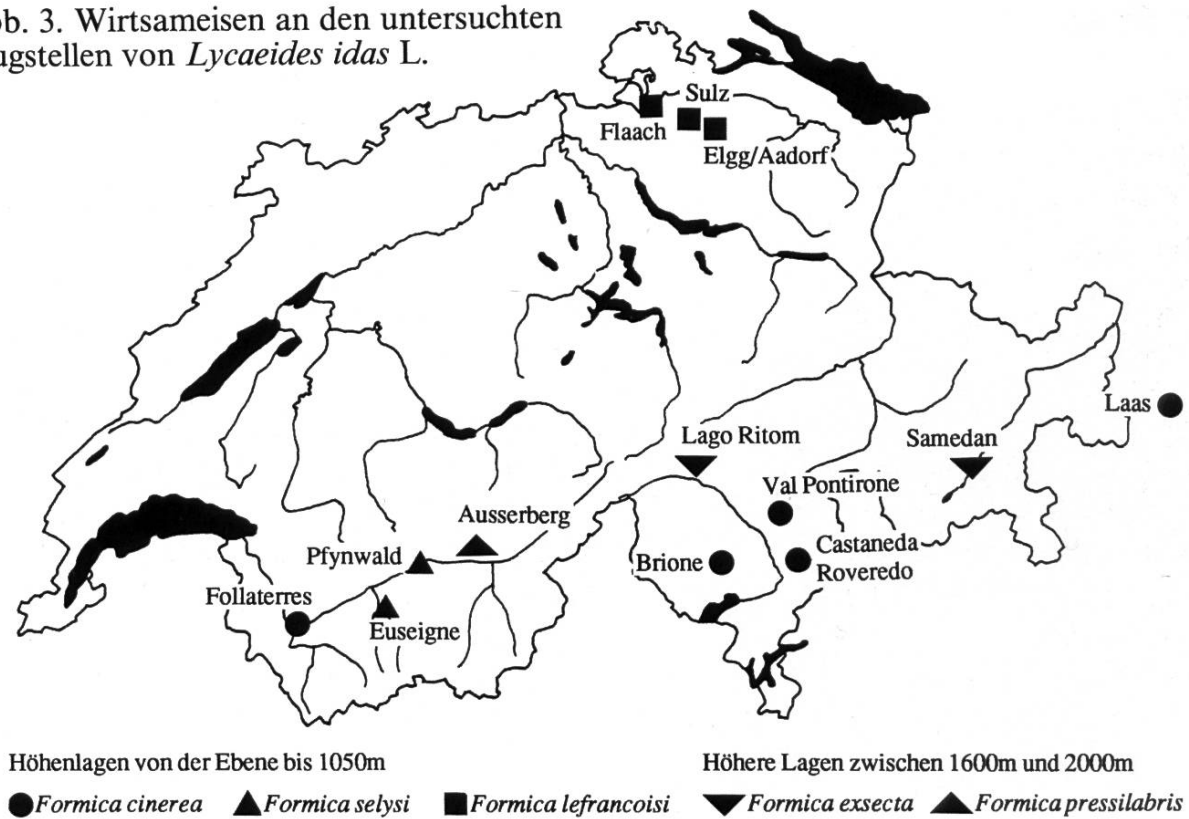 ob. 3. Wirtsameisen an den untersuchten
ugstellen von Lycaeides idas L.
Sulz
Flaach
Elgg/Aadorf
Laas
Lago Ritom
Samedan
Val Pontirone
Ausserberg
Pfynwald
Brione
Castaneda
Roveredo
Follaterres
Euseigne
Höhenlagen von der Ebene bis 1050m
Höhere Lagen zwischen 1600m und 2000m
Formica cinerea Formica selysi Formica lefrancoisi Formica exsecta Formica pressilabris